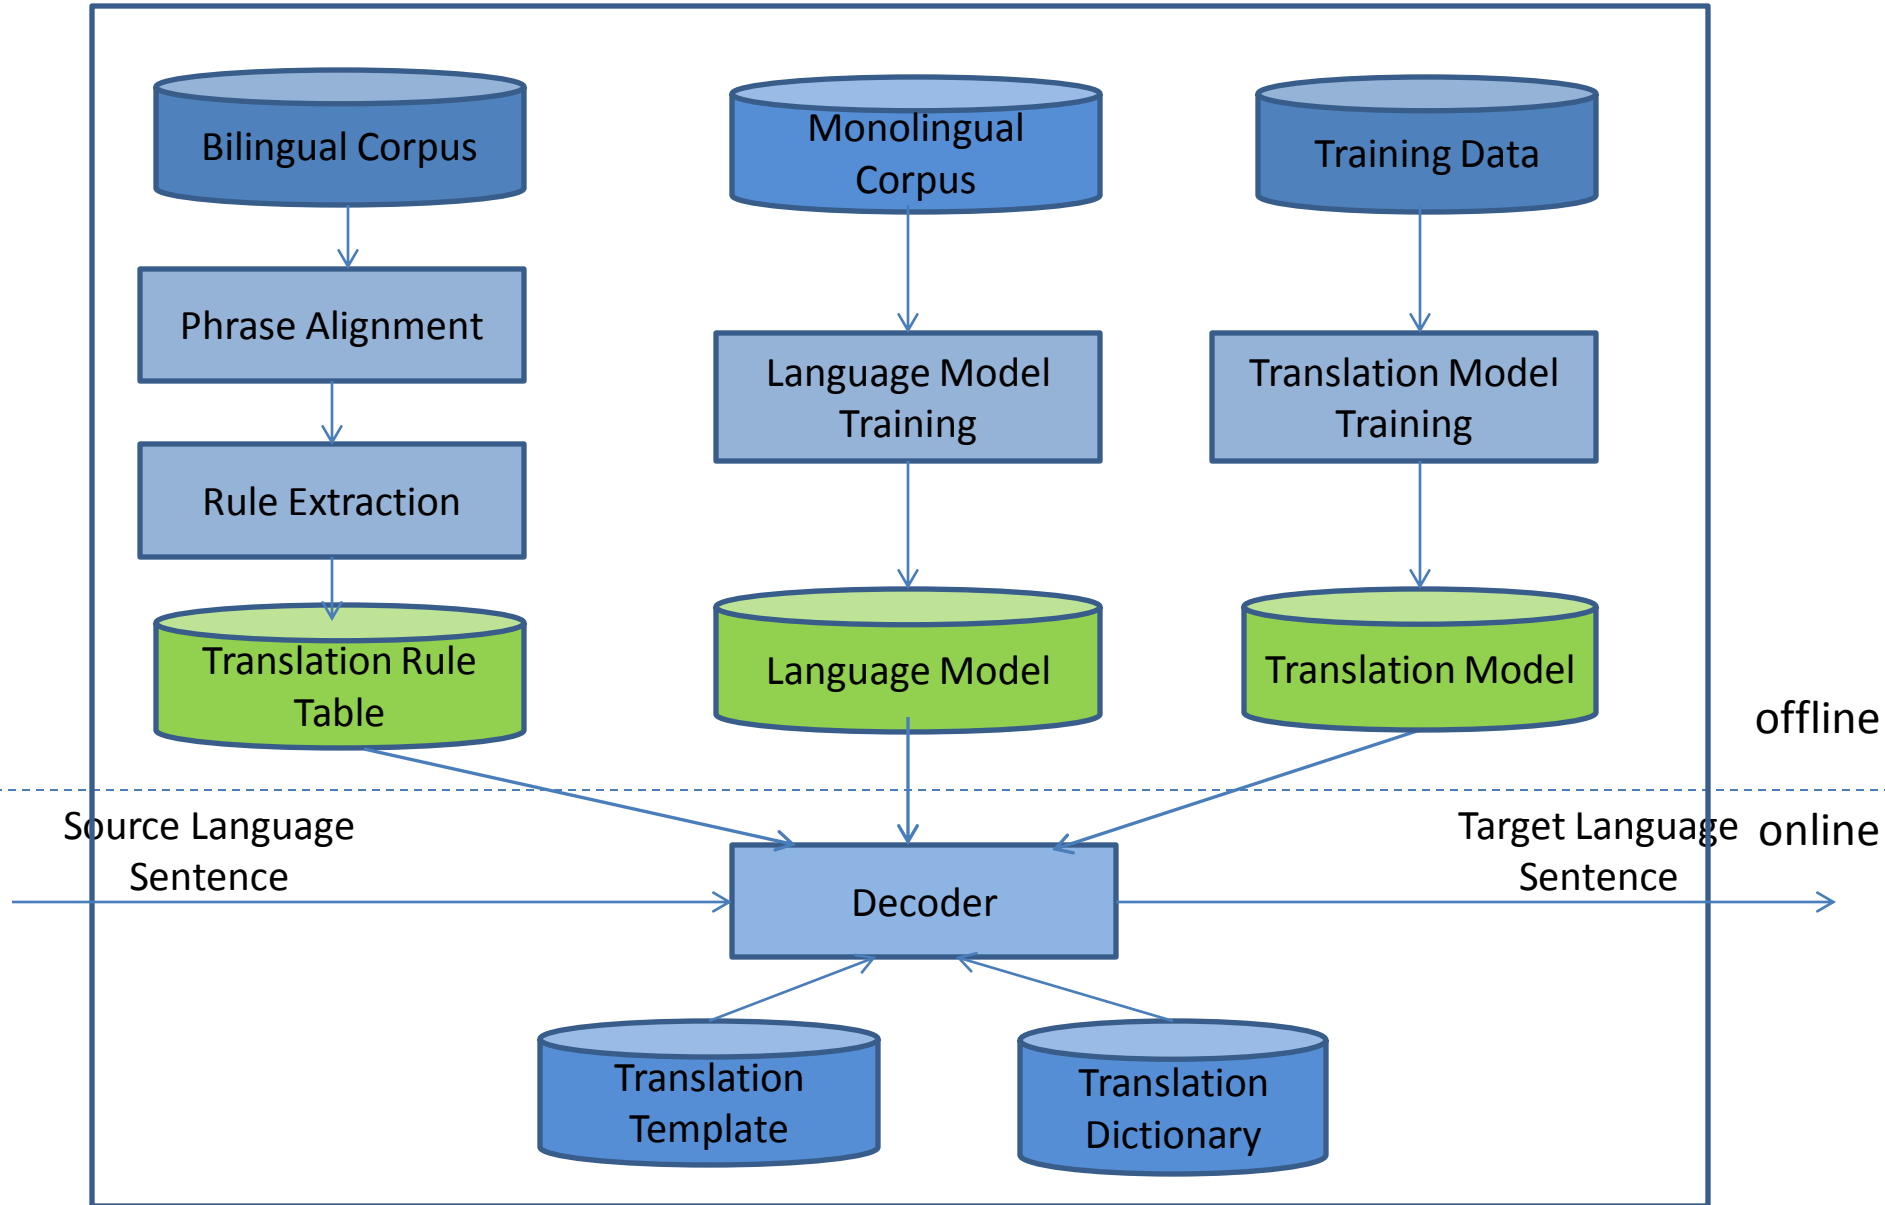 Bilingual Corpus
Monolingual
Corpus
Training Data
Phrase Alignment
Language Model
Training
Translation Model
Training
Rule Extraction
Translation Rule
Table
Language Model
Translation Model
offline
Source Language
Sentence
Target Language
Sentence
online
Decoder
Translation
Template
Translation
Dictionary